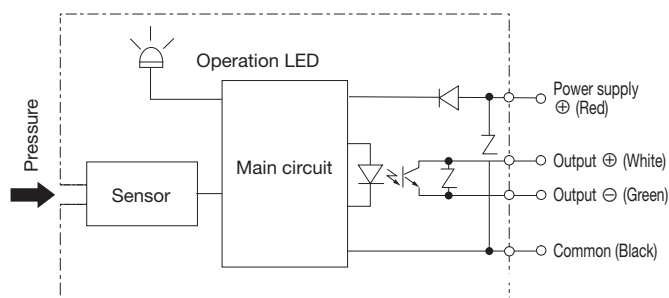 Operation LED
Power supply
⊕ (Red)
Pressure
Main circuit
Output ⊕ (White)
Sensor
Output ⊖ (Green)
Common (Black)